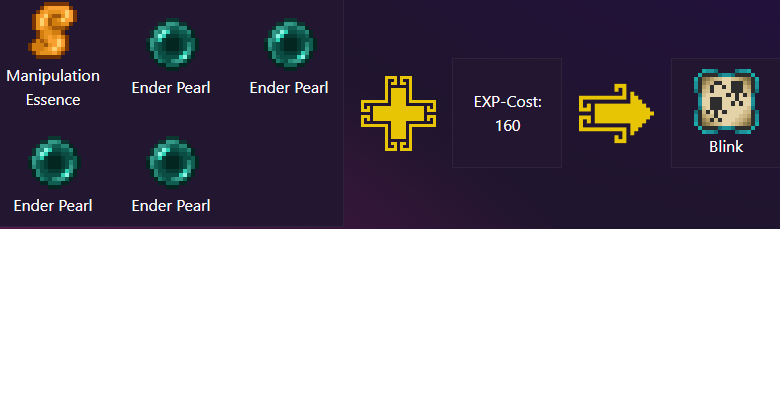 Manipulation
Essence
Ender Pearl
Ender Pearl
Ender Pearl
Ender Pearl
EXP-Cost:
160
Blink